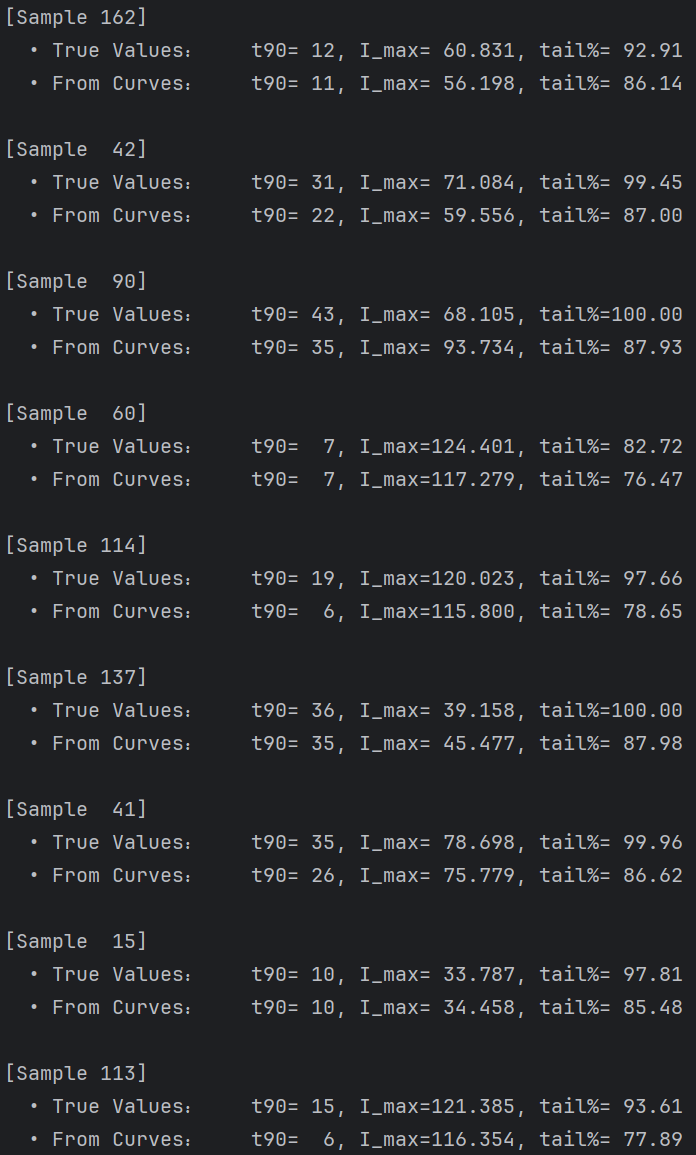 [Sample 162]
• True Values:     t90= 12, I_max= 60.831, tail%= 92.91
• From Curves:     t90= 11, I_max= 56.198, tail%= 86.14
[Sample  42]
• True Values:     t90= 31, I_max= 71.084, tail%= 99.45
• From Curves:     t90= 22, I_max= 59.556, tail%= 87.00
[Sample  90]
• True Values:     t90= 43, I_max= 68.105, tail%=100.00
• From Curves:     t90= 35, I_max= 93.734, tail%= 87.93
[Sample  60]
• True Values:     t90=  7, I_max=124.401, tail%= 82.72
• From Curves:     t90=  7, I_max=117.279, tail%= 76.47
[Sample 114]
• True Values:     t90= 19, I_max=120.023, tail%= 97.66
• From Curves:     t90=  6, I_max=115.800, tail%= 78.65
[Sample 137]
• True Values:     t90= 36, I_max= 39.158, tail%=100.00
• From Curves:     t90= 35, I_max= 45.477, tail%= 87.98
[Sample  41]
• True Values:     t90= 35, I_max= 78.698, tail%= 99.96
• From Curves:     t90= 26, I_max= 75.779, tail%= 86.62
[Sample  15]
• True Values:     t90= 10, I_max= 33.787, tail%= 97.81
• From Curves:     t90= 10, I_max= 34.458, tail%= 85.48
[Sample 113]
• True Values:     t90= 15, I_max=121.385, tail%= 93.61
• From Curves:     t90=  6, I_max=116.354, tail%= 77.89